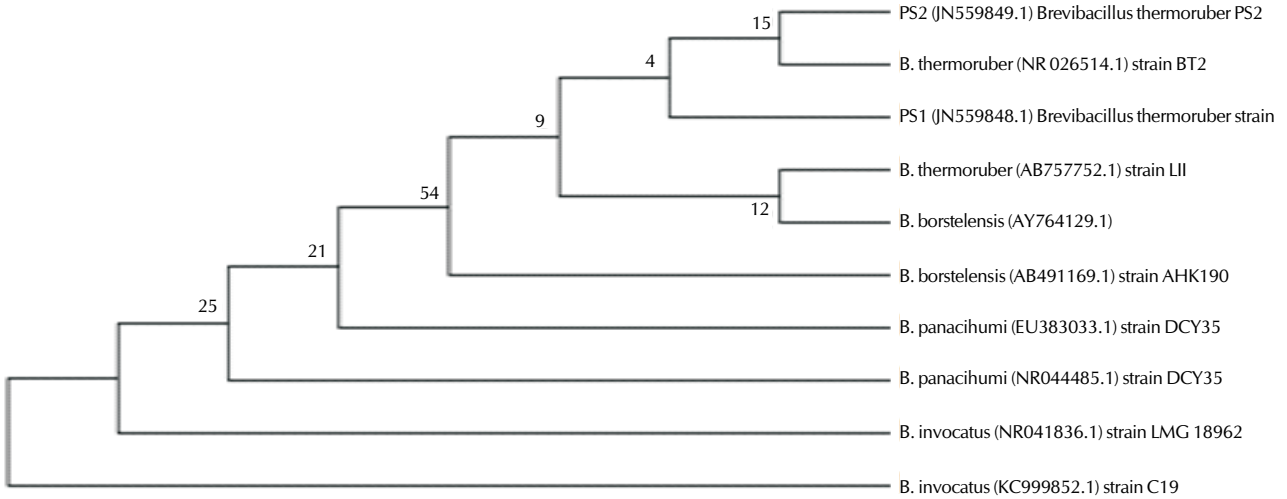 PS2 (JN559849.1) Brevibacillus thermoruber PS2
15
B. thermoruber (NR 026514.1) strain BT2
4
PS1 (JN559848.1) Brevibacillus thermoruber strain
9
B. thermoruber (AB757752.1) strain LII
54
12
B. borstelensis (AY764129.1)
21
B. borstelensis (AB491169.1) strain AHK190
25
B. panacihumi (EU383033.1) strain DCY35
B. panacihumi (NR044485.1) strain DCY35
B. invocatus (NR041836.1) strain LMG 18962
B. invocatus (KC999852.1) strain C19